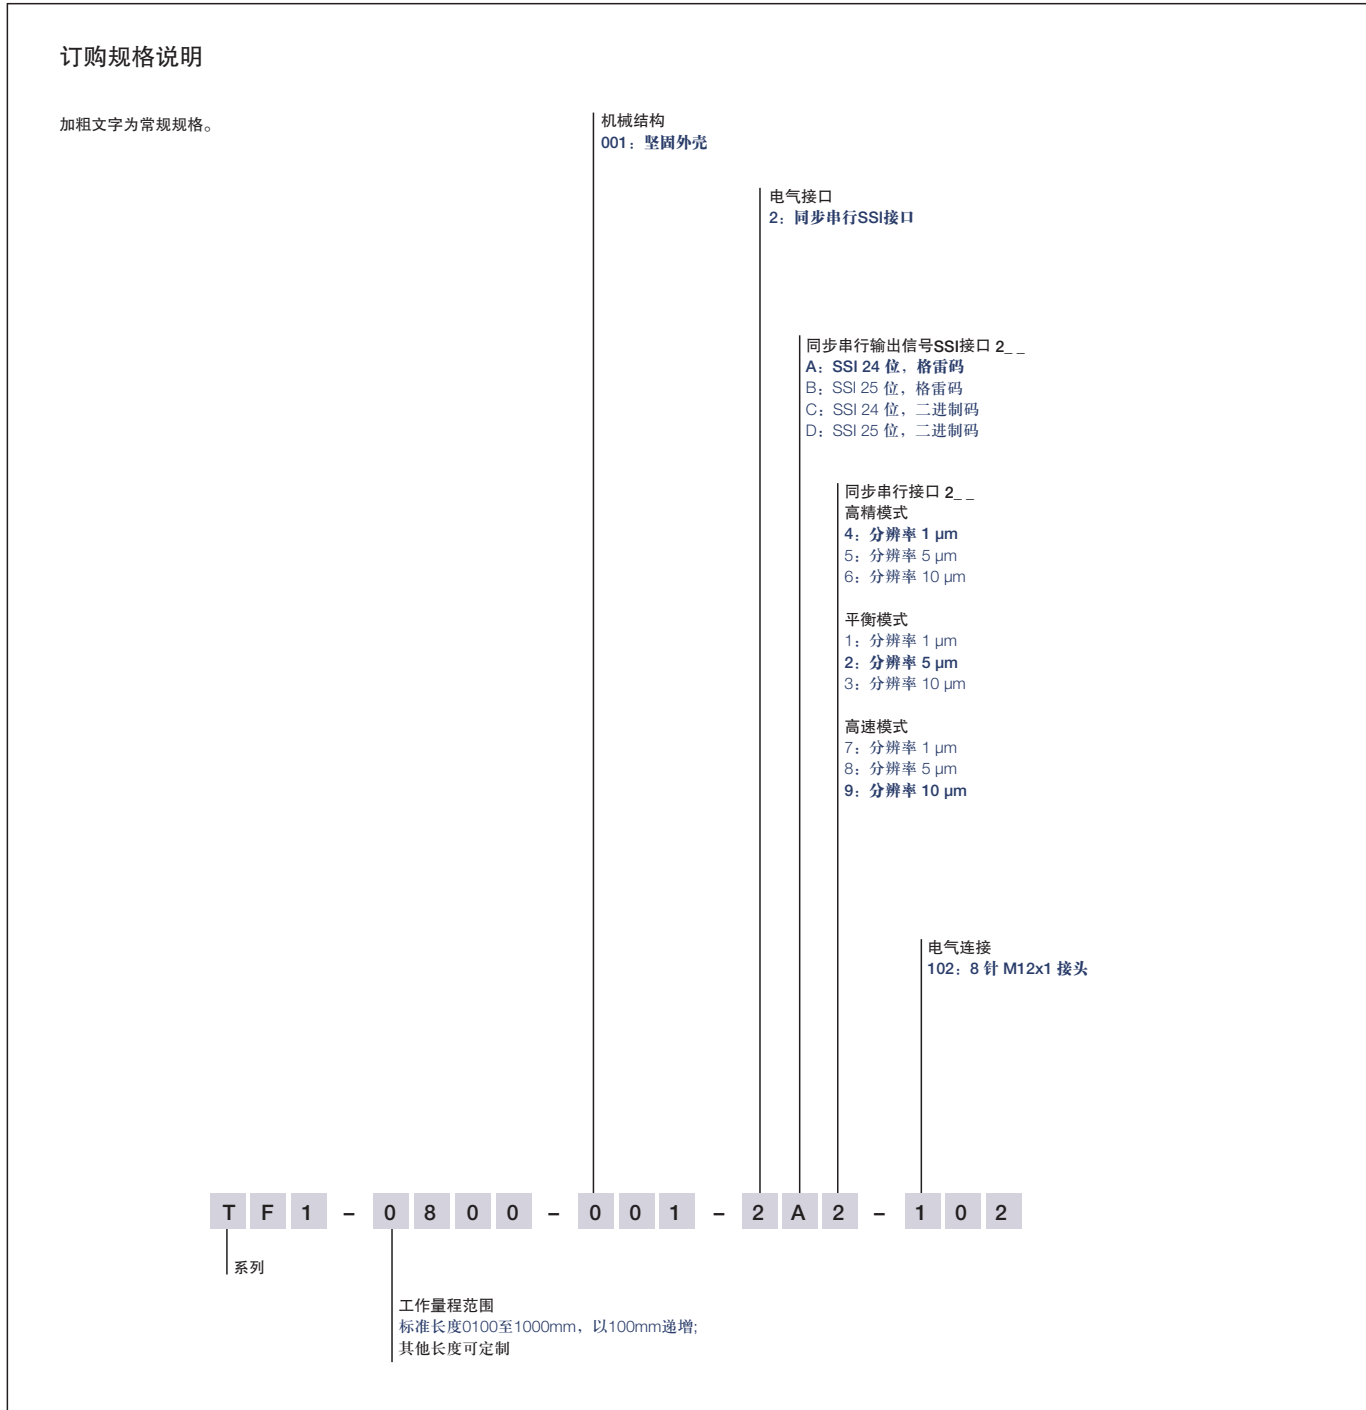 订购规格说明
加粗文字为常规规格。
机械结构
001：坚固外壳
电气接口
2：同步串行SSI接口
同步串行输出信号SSI接口 2_ _
A：SSI 24 位，格雷码
B：SSI 25 位，格雷码
C：SSI 24 位，二进制码
D：SSI 25 位，二进制码
同步串行接口 2_ _
高精模式
4：分辨率 1 µm
5：分辨率 5 µm
6：分辨率 10 µm
平衡模式
1：分辨率 1 µm
2：分辨率 5 µm
3：分辨率 10 µm
高速模式
7：分辨率 1 µm
8：分辨率 5 µm
9：分辨率 10 µm
电气连接
102：8 针 M12x1 接头
T F 1 – 0 8 0 0 – 0 0 1 – 2 A 2 – 1 0 2
系列
工作量程范围
标准长度0100至1000mm，以100mm递增;
其他长度可定制